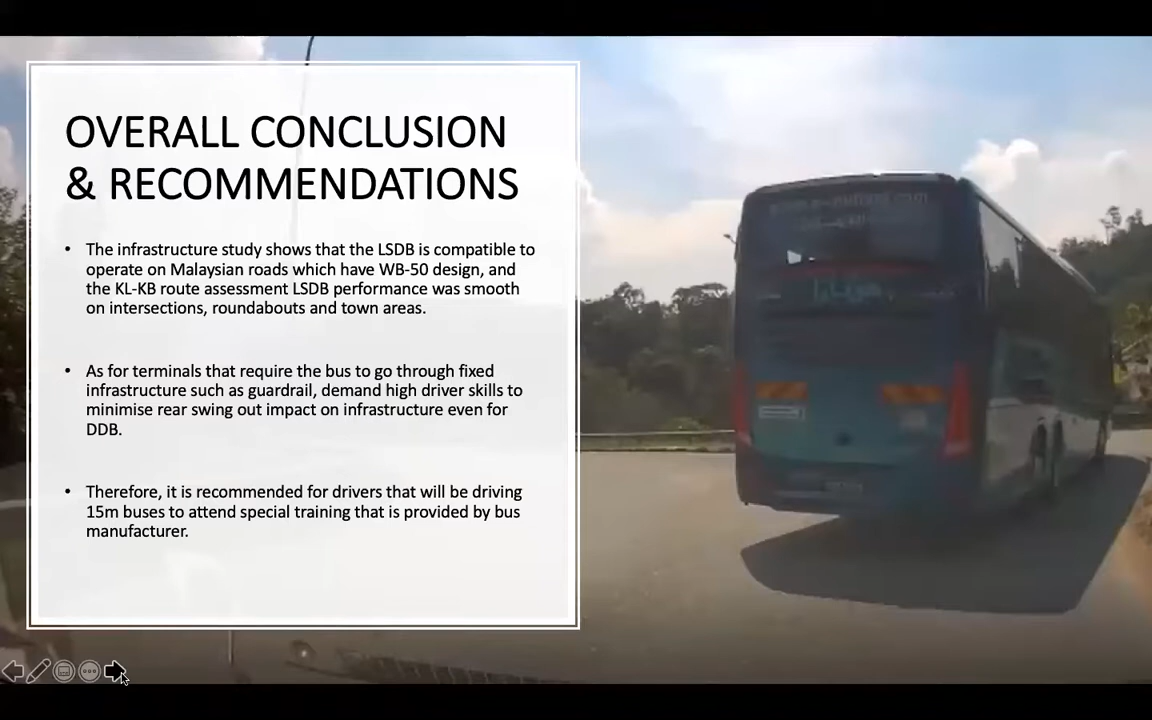 OVERALL CONCLUSION
& RECOMMENDATIONS
• The infrastructure study shows that the LSDB is compatible to
operate on Malaysian roads which have WB-50 design, and
the KL-KB route assessment LSDB performance was smooth
on intersections, roundabouts and town areas.
• As for terminals that require the bus to go through fixed
infrastructure such as guardrail, demand high driver skills to
minimise rear swing out impact on infrastructure even for
DDB.
• Therefore, it is recommended for drivers that will be driving
15m buses to attend special training that is provided by bus
manufacturer.